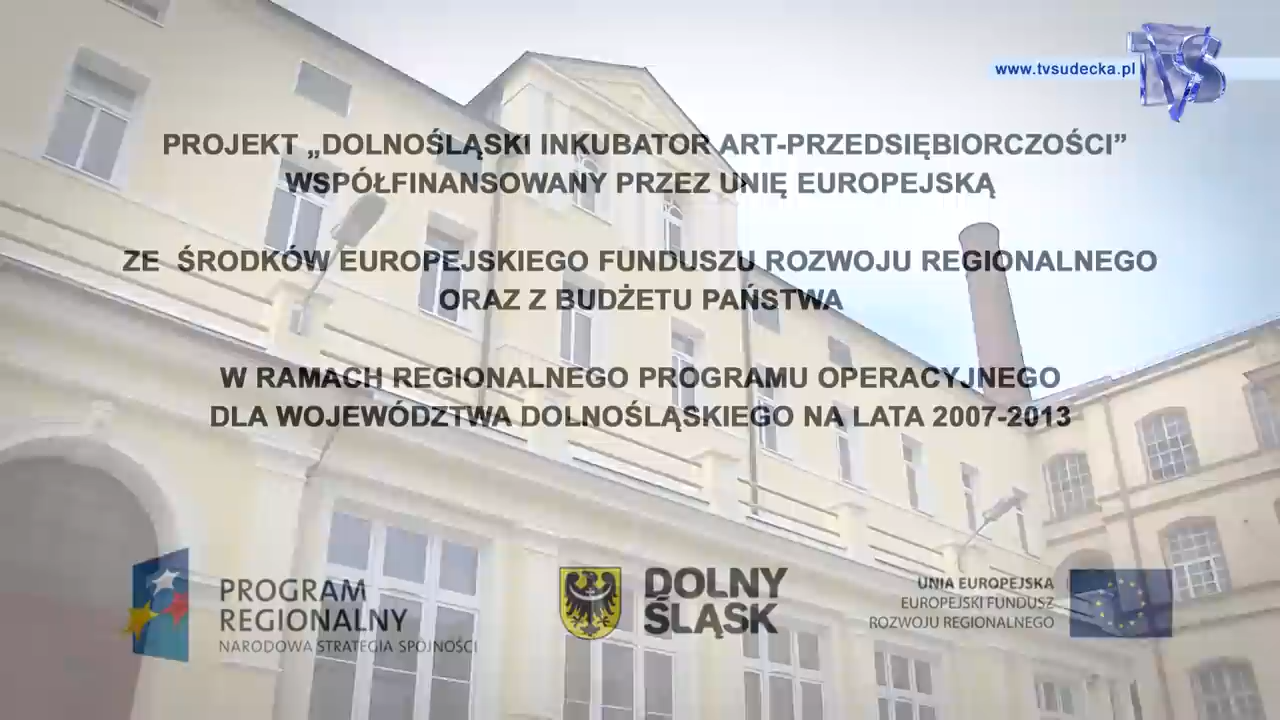 www.tvsudecka.pl TVS
PROJEKT „DOLNOŚLĄSKI INKUBATOR ART-PRZEDSIĘBIORCZOŚCI”
WSPÓŁFINANSOWANY PRZEZ UNIĘ EUROPEJSKĄ
ZE ŚRODKÓW EUROPEJSKIEGO FUNDUSZU ROZWOJU REGIONALNEGO
ORAZ Z BUDŻETU PAŃSTWA
W RAMACH REGIONALNEGO PROGRAMU OPERACYJNEGO
DLA WOJEWÓDZTWA DOLNOŚLĄSKIEGO NA LATA 2007-2013
PROGRAM
REGIONALNY
NARODOWA STRATEGIA SPÓJNOŚCI
DOLNY
ŚLĄSK
UNIA EUROPEJSKA
EUROPEJSKI FUNDUSZ
ROZWOJU REGIONALNEGO